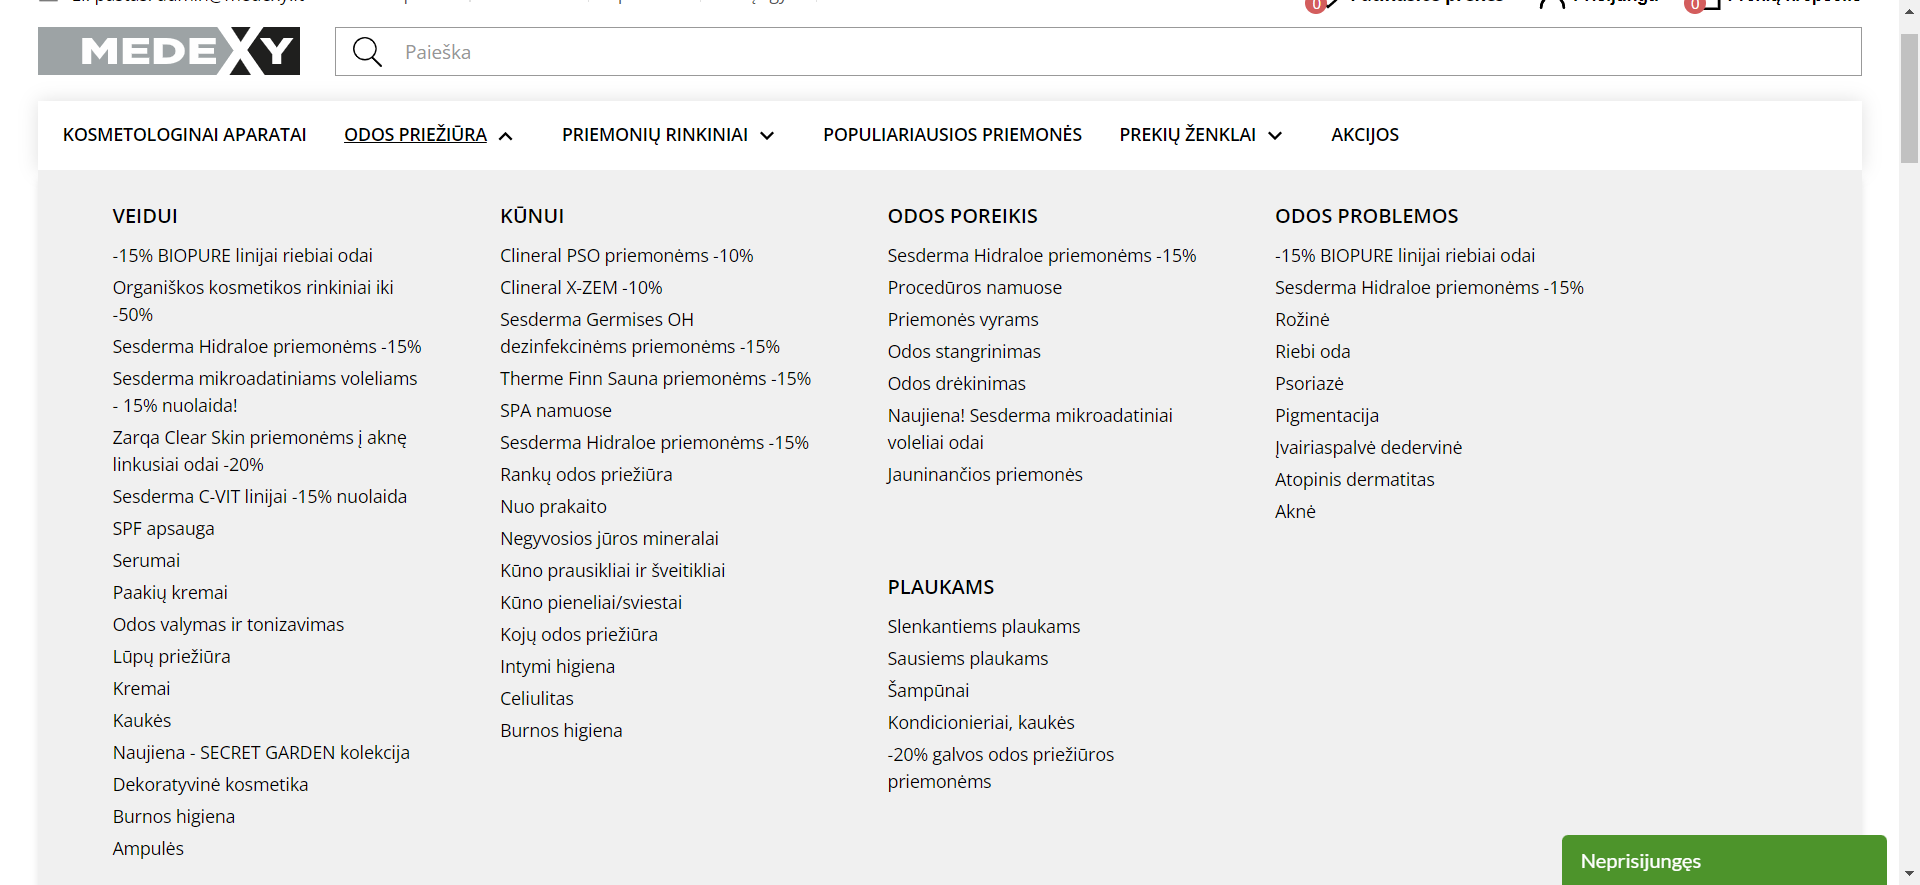 0
0
MEDEXY
Paieška
KOSMETOLOGINAI APARATAI
ODOS PRIEŽIŪRA
PRIEMONIŲ RINKINIAI
POPULIARIAUSIOS PRIEMONĖS
PREKIŲ ŽENKLAI
AKCIJOS
VEIDUI
-15% BIOPURE linijai riebiai odai
Organiškos kosmetikos rinkiniai iki
-50%
Sesderma Hidraloe priemonėms -15%
Sesderma mikroadatiniams voleliams
- 15% nuolaida!
Zarqa Clear Skin priemonėms į aknę
linkusiai odai -20%
Sesderma C-VIT linijai -15% nuolaida
SPF apsauga
Serumai
Paakių kremai
Odos valymas ir tonizavimas
Lūpų priežiūra
Kremai
Kaukės
Naujiena - SECRET GARDEN kolekcija
Dekoratyvinė kosmetika
Burnos higiena
Ampulės
KŪNUI
Clineral PSO priemonėms -10%
Clineral X-ZEM -10%
Sesderma Germises OH
dezinfekcinėms priemonėms -15%
Therme Finn Sauna priemonėms -15%
SPA namuose
Sesderma Hidraloe priemonėms -15%
Rankų odos priežiūra
Nuo prakaito
Negyvosios jūros mineralai
Kūno prausikliai ir šveitikliai
Kūno pieneliai/sviestai
Kojų odos priežiūra
Intymi higiena
Celiulitas
Burnos higiena
ODOS POREIKIS
Sesderma Hidraloe priemonėms -15%
Procedūros namuose
Priemonės vyrams
Odos stangrinimas
Odos drėkinimas
Naujiena! Sesderma mikroadatiniai
voleliai odai
Jauninančios priemonės
PLAUKAMS
Slenkantiems plaukams
Sausiems plaukams
Šampūnai
Kondicionieriai, kaukės
-20% galvos odos priežiūros
priemonėms
ODOS PROBLEMOS
-15% BIOPURE linijai riebiai odai
Sesderma Hidraloe priemonėms -15%
Rožinė
Riebi oda
Psoriazė
Pigmentacija
Įvairiaspalvė dedervinė
Atopinis dermatitas
Aknė
Neprisijungęs